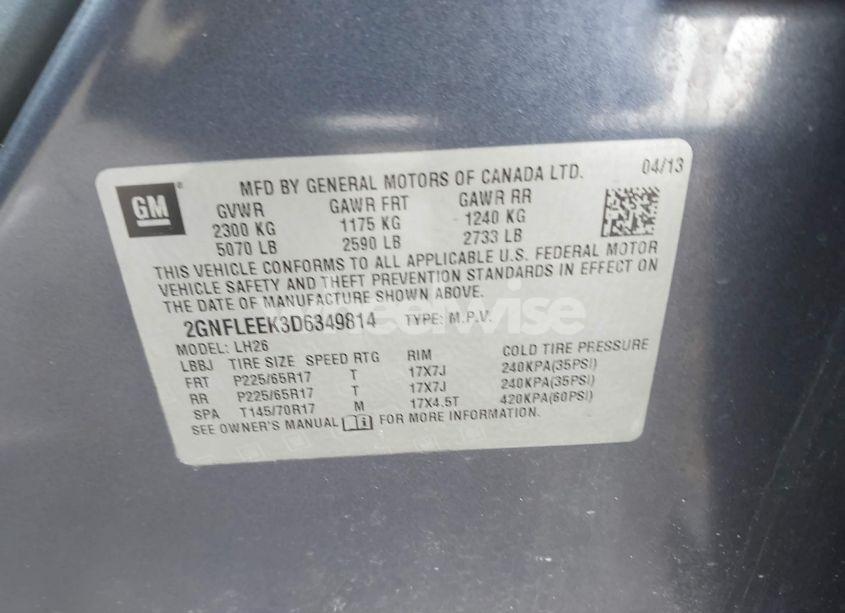 GM
MFD BY GENERAL MOTORS OF CANADA LTD. 04/13
GVWR GAWR FRT GAWR RR
2300 KG 1175 KG 1240 KG
5070 LB 2590 LB 2733 LB
THIS VEHICLE CONFORMS TO ALL APPLICABLE U.S. FEDERAL MOTOR
VEHICLE SAFETY AND THEFT PREVENTION STANDARDS IN EFFECT ON
THE DATE OF MANUFACTURE SHOWN ABOVE.
2GNFLEEK3D6349814 TYPE: M.P.V.
MODEL: LH26
LBBJ TIRE SIZE SPEED RTG RIM COLD TIRE PRESSURE
FRT P225/65R17 T 17X7J 240KPA(35PSI)
RR P225/65R17 T 17X7J 240KPA(35PSI)
SPA T145/70R17 M 17X4.5T 420KPA(60PSI)
SEE OWNER'S MANUAL FOR MORE INFORMATION.